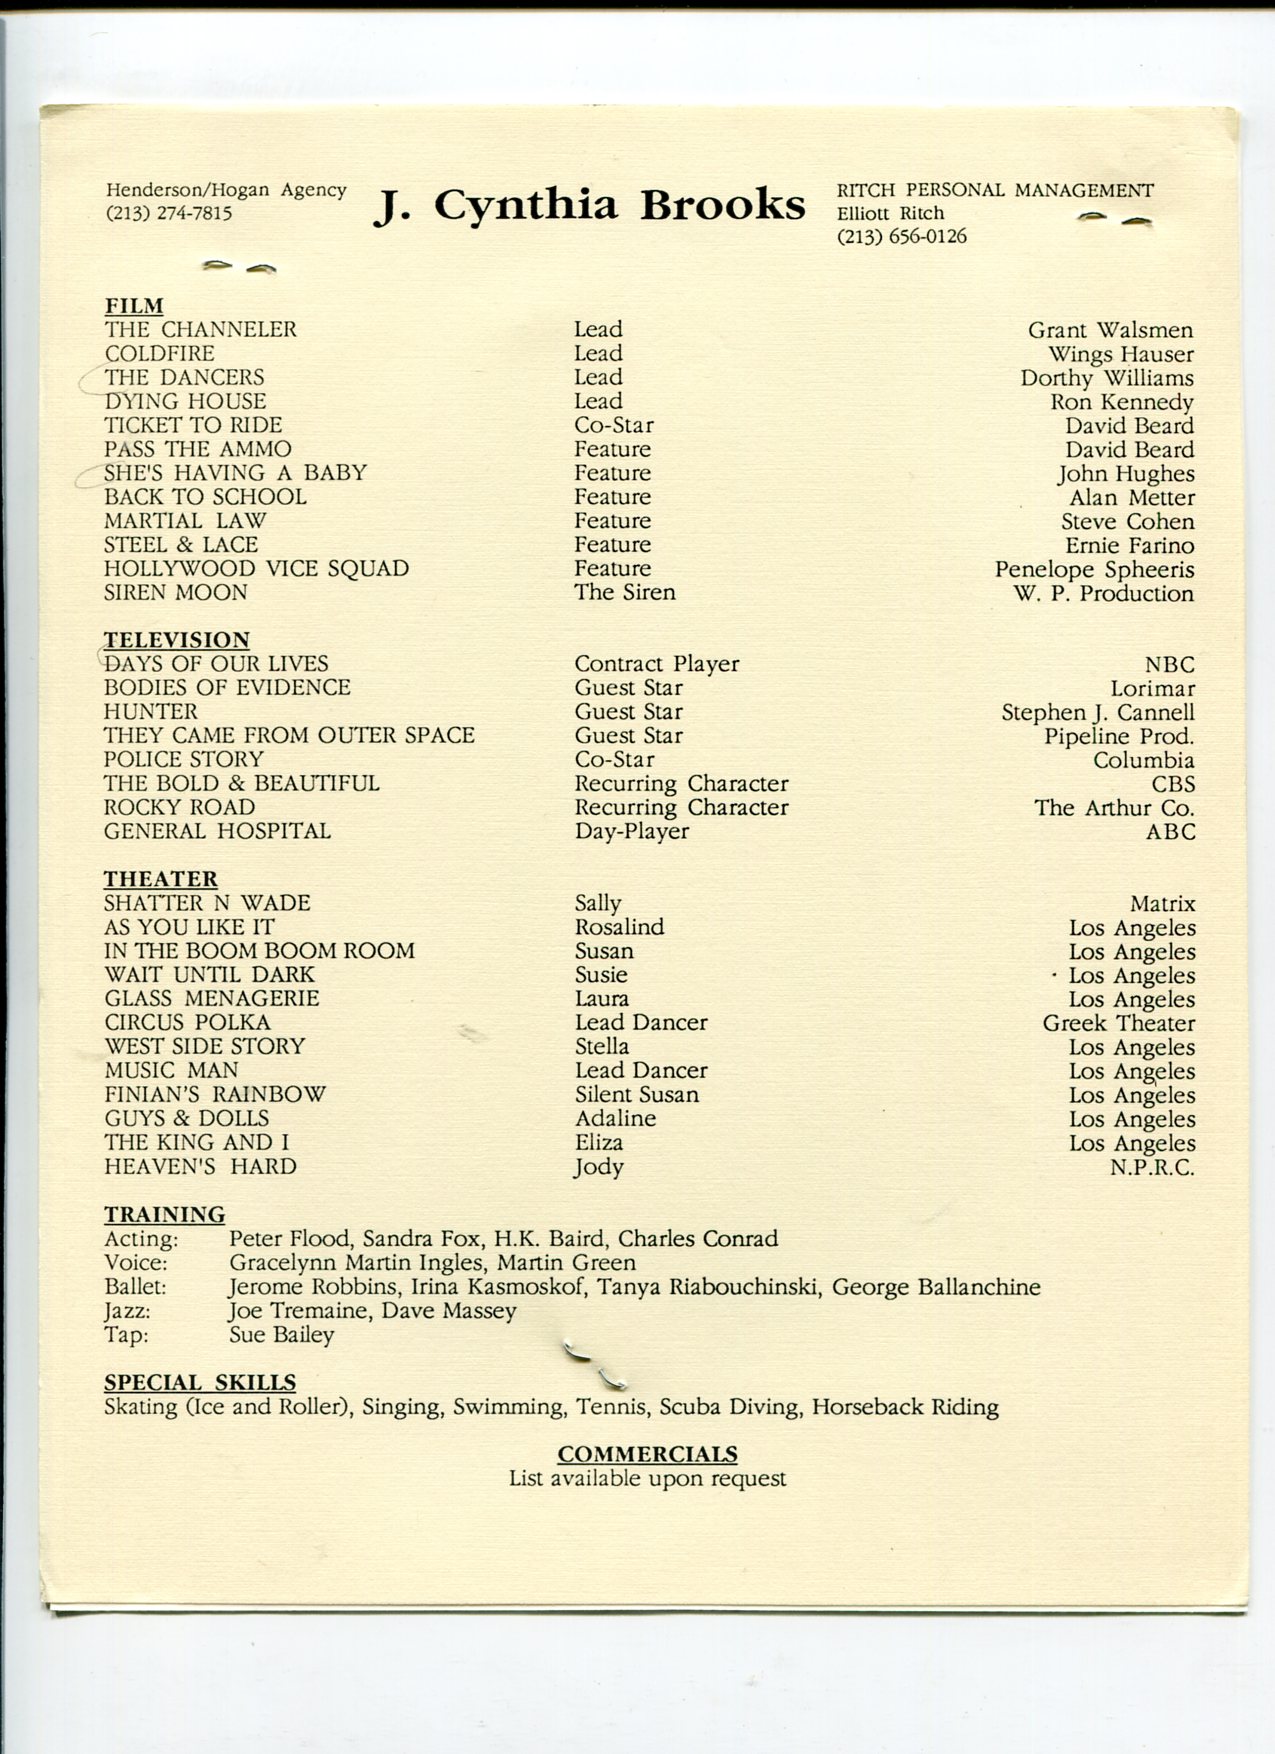 Henderson/Hogan Agency
(213) 274-7815
J. Cynthia Brooks
RITCH PERSONAL MANAGEMENT
Elliott Ritch
(213) 656-0126
FILM
THE CHANNELER Lead Grant Walsmen
COLDFIRE Lead Wings Hauser
THE DANCERS Lead Dorthy Williams
DYING HOUSE Lead Ron Kennedy
TICKET TO RIDE Co-Star David Beard
PASS THE AMMO Feature David Beard
SHE'S HAVING A BABY Feature John Hughes
BACK TO SCHOOL Feature Alan Metter
MARTIAL LAW Feature Steve Cohen
STEEL & LACE Feature Ernie Farino
HOLLYWOOD VICE SQUAD Feature Penelope Spheeris
SIREN MOON The Siren W. P. Production
TELEVISION
DAYS OF OUR LIVES Contract Player NBC
BODIES OF EVIDENCE Guest Star Lorimar
HUNTER Guest Star Stephen J. Cannell
THEY CAME FROM OUTER SPACE Guest Star Pipeline Prod.
POLICE STORY Co-Star Columbia
THE BOLD & BEAUTIFUL Recurring Character CBS
ROCKY ROAD Recurring Character The Arthur Co.
GENERAL HOSPITAL Day-Player ABC
THEATER
SHATTER N WADE Sally Matrix
AS YOU LIKE IT Rosalind Los Angeles
IN THE BOOM BOOM ROOM Susan Los Angeles
WAIT UNTIL DARK Susie Los Angeles
GLASS MENAGERIE Laura Los Angeles
CIRCUS POLKA Lead Dancer Greek Theater
WEST SIDE STORY Stella Los Angeles
MUSIC MAN Lead Dancer Los Angeles
FINIAN'S RAINBOW Silent Susan Los Angeles
GUYS & DOLLS Adaline Los Angeles
THE KING AND I Eliza Los Angeles
HEAVEN'S HARD Jody N.P.R.C.
TRAINING
Acting: Peter Flood, Sandra Fox, H.K. Baird, Charles Conrad
Voice: Gracelynn Martin Ingles, Martin Green
Ballet: Jerome Robbins, Irina Kasmoskof, Tanya Riabouchinski, George Ballanchine
Jazz: Joe Tremaine, Dave Massey
Tap: Sue Bailey
SPECIAL SKILLS
Skating (Ice and Roller), Singing, Swimming, Tennis, Scuba Diving, Horseback Riding
COMMERCIALS
List available upon request